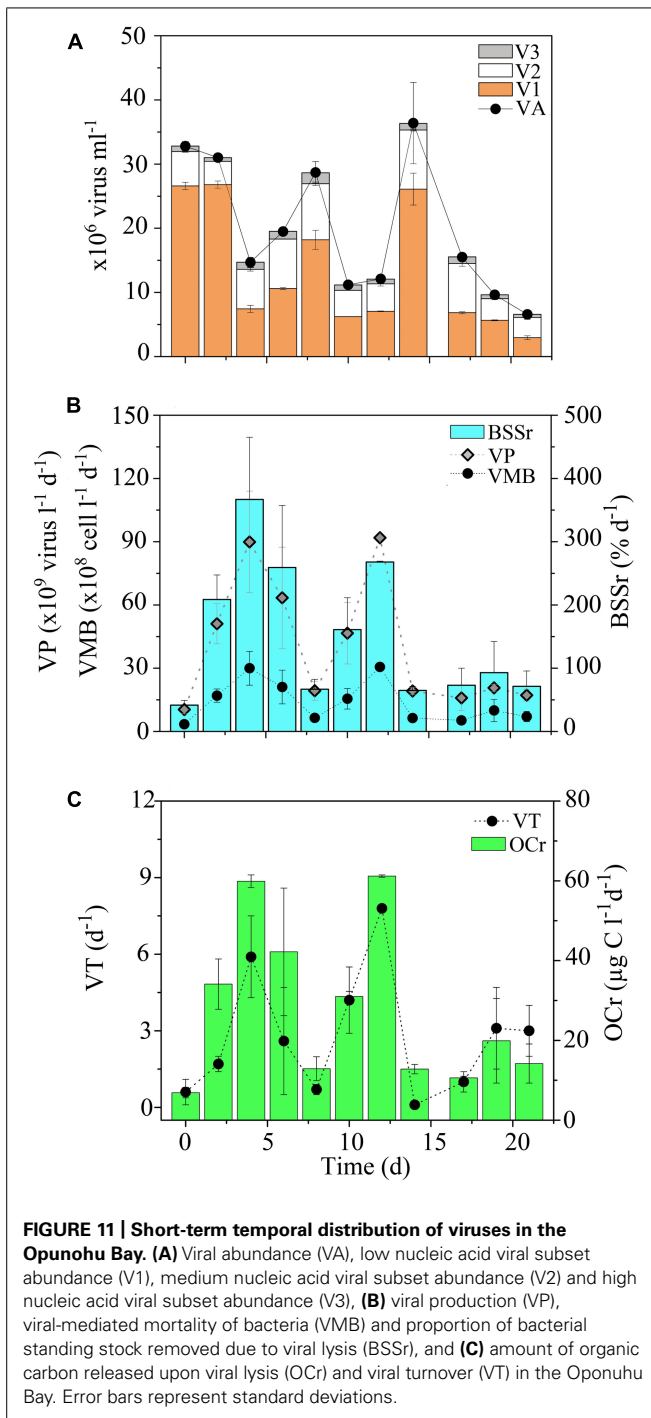 A
50
40
30
20
10
0
x10⁶ virus ml⁻¹
V3
V2
V1
VA
B
150
120
90
60
30
0
VP (x10⁹ virus l⁻¹ d⁻¹)
VMB (x10⁸ cell l⁻¹ d⁻¹)
BSSr
VP
VMB
500
400
300
200
100
0
BSSr (% d⁻¹)
C
12
9
6
3
0
VT (d⁻¹)
VT
OCr
80
60
40
20
0
OCr (µg C l⁻¹d⁻¹)
0 5 10 15 20
Time (d)
FIGURE 11 | Short-term temporal distribution of viruses in the
Opunohu Bay. (A) Viral abundance (VA), low nucleic acid viral subset
abundance (V1), medium nucleic acid viral subset abundance (V2) and high
nucleic acid viral subset abundance (V3), (B) viral production (VP),
viral-mediated mortality of bacteria (VMB) and proportion of bacterial
standing stock removed due to viral lysis (BSSr), and (C) amount of organic
carbon released upon viral lysis (OCr) and viral turnover (VT) in the Oponuhu
Bay. Error bars represent standard deviations.